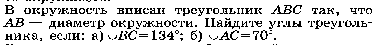 В окружность вписан треугольник ABC так, что
AB — диаметр окружности. Найдите углы треуголь-
ника, если: а) ◡BC=134°; б) ◡AC=70°.